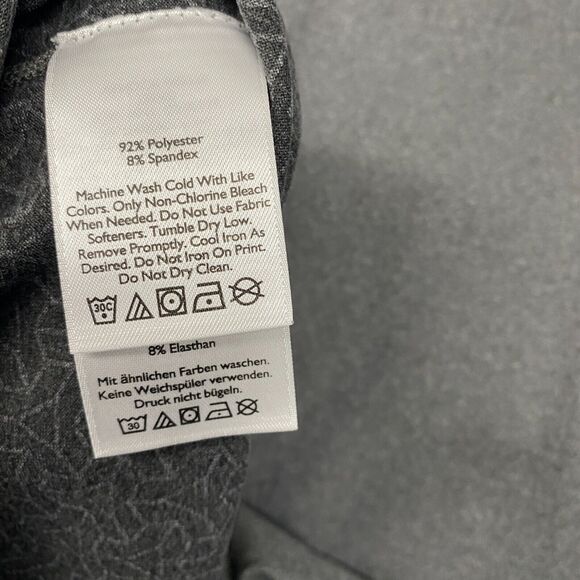 92% Polyester
8% Spandex
Machine Wash Cold With Like
Colors. Only Non-Chlorine Bleach
When Needed. Do Not Use Fabric
Softeners. Tumble Dry Low.
Remove Promptly. Cool Iron As
Desired. Do Not Iron On Print.
Do Not Dry Clean.
30C
8% Elasthan
Mit ähnlichen Farben waschen.
Keine Weichspüler verwenden.
Druck nicht bügeln.
30